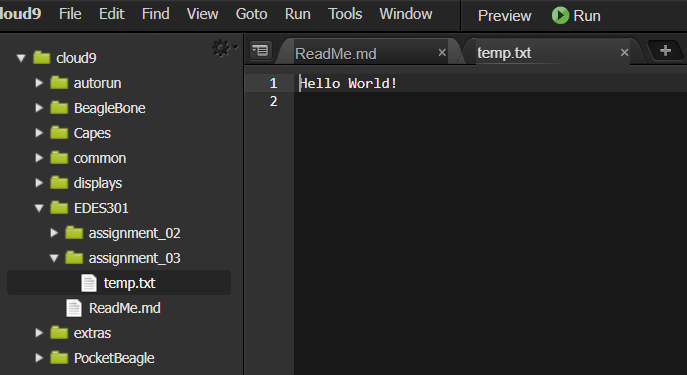 loud9 File Edit Find View Goto Run Tools Window Preview Run
cloud9
autorun
BeagleBone
Capes
common
displays
EDES301
assignment_02
assignment_03
temp.txt
ReadMe.md
extras
PocketBeagle
ReadMe.md × temp.txt × +
1 Hello World!
2